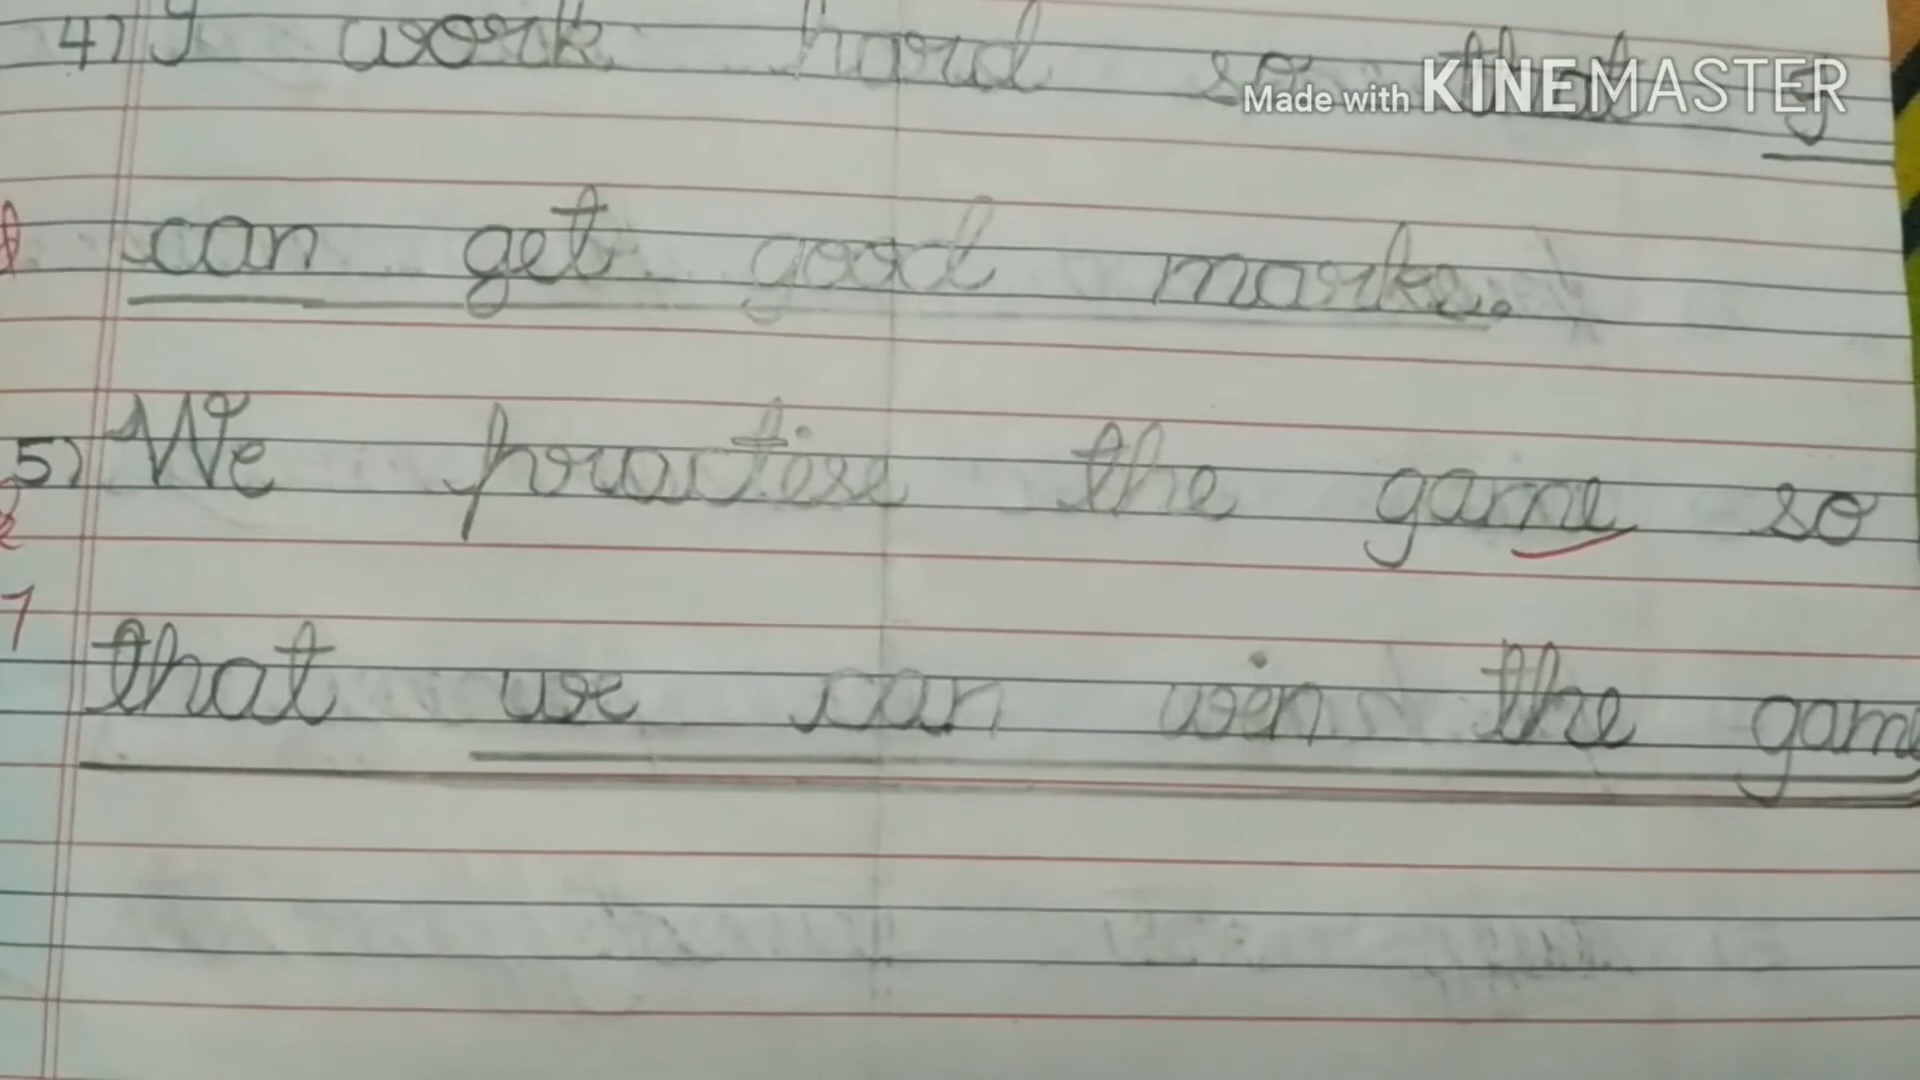 4) I work hard so that I
Made with KINEMASTER
can get good marks.
5) We practise the game so
that we can win the game